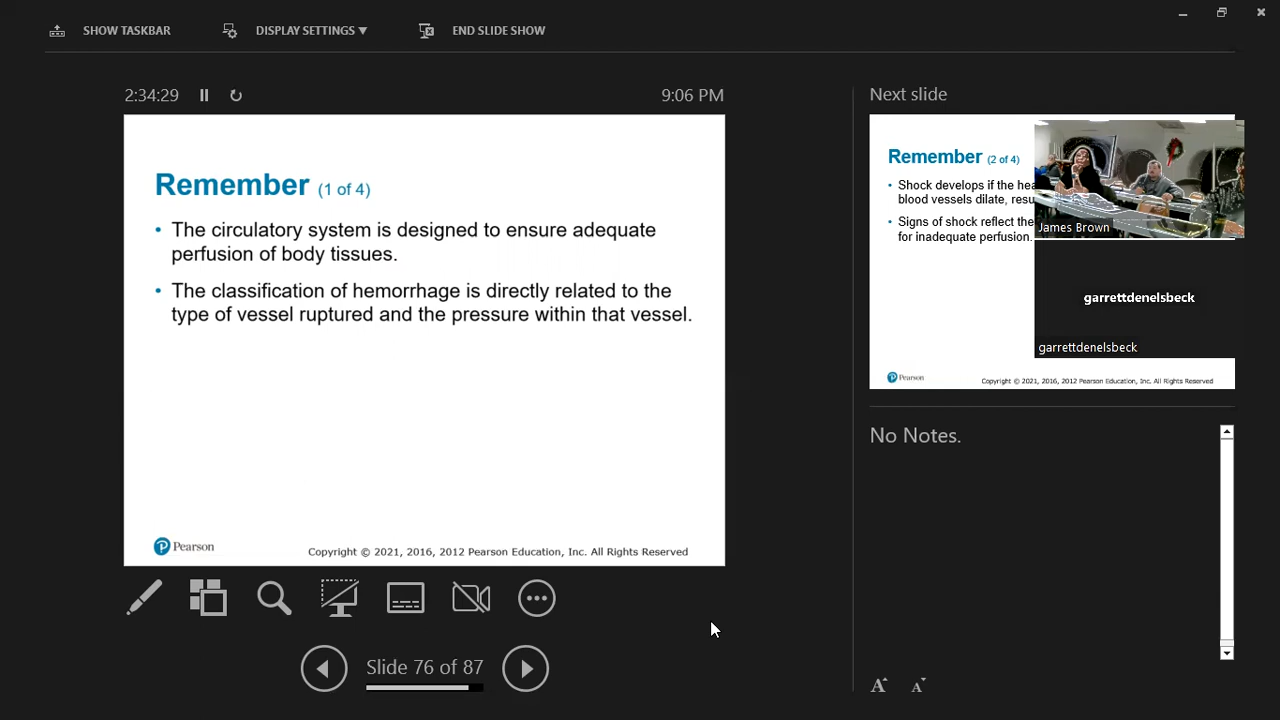 SHOW TASKBAR
DISPLAY SETTINGS ▼
END SLIDE SHOW
2:34:29
9:06 PM
Remember (1 of 4)
• The circulatory system is designed to ensure adequate
perfusion of body tissues.
• The classification of hemorrhage is directly related to the
type of vessel ruptured and the pressure within that vessel.
Pearson
Copyright © 2021, 2016, 2012 Pearson Education, Inc. All Rights Reserved
Slide 76 of 87
Next slide
Remember (2 of 4)
• Shock develops if the
blood vessels dilate,
• Signs of shock reflect the
for inadequate perfusion.
James Brown
garrettdenelsbeck
garrettdenelsbeck
Pearson
Copyright © 2021, 2016, 2012 Pearson Education, Inc. All Rights Reserved
No Notes.
A A